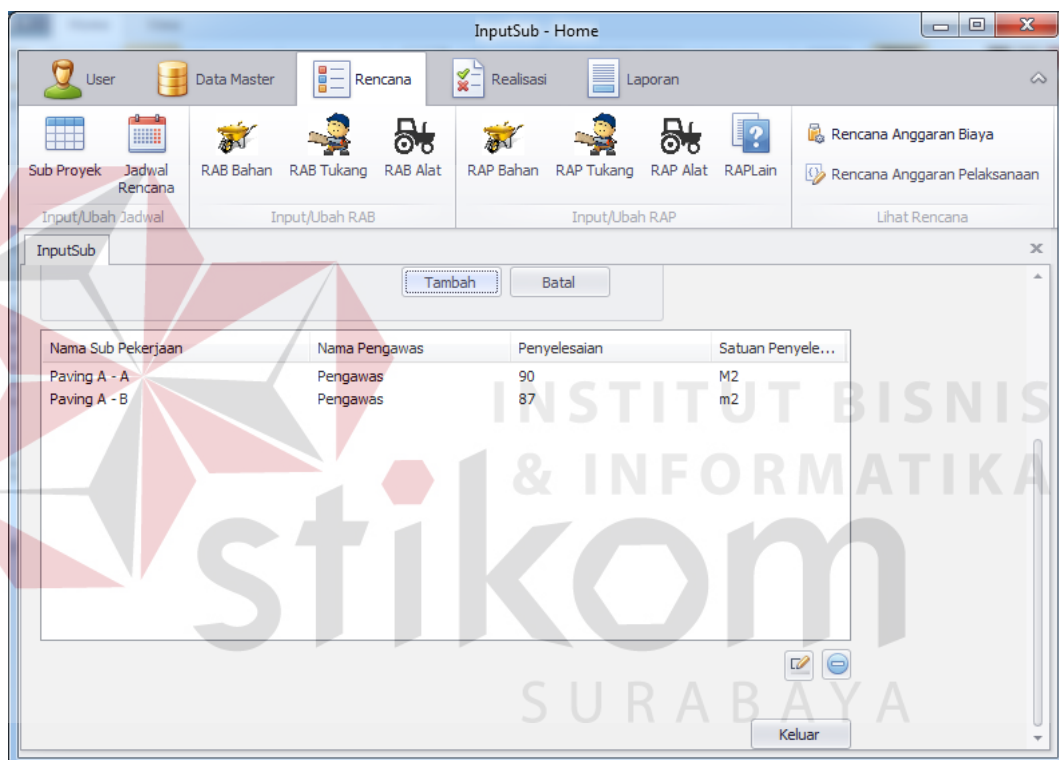 InputSub - Home
User Data Master Rencana Realisasi Laporan
Sub Proyek Jadwal Rencana RAB Bahan RAB Tukang RAB Alat RAP Bahan RAP Tukang RAP Alat RAPLain
Rencana Anggaran Biaya
Rencana Anggaran Pelaksanaan
Input/Ubah Jadwal Input/Ubah RAB Input/Ubah RAP Lihat Rencana
InputSub
Tambah Batal
Nama Sub Pekerjaan Nama Pengawas Penyelesaian Satuan Penyele...
Paving A - A Pengawas 90 M2
Paving A - B Pengawas 87 m2
INSTITUT BISNIS
& INFORMATIKA
stikom
SURABAYA
Keluar